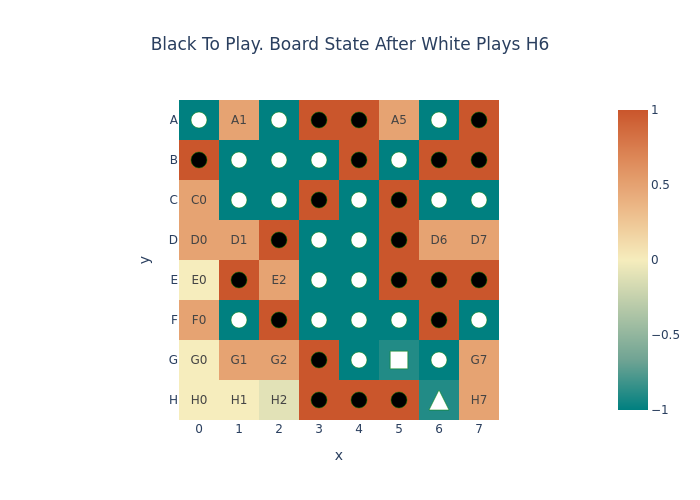 Black To Play. Board State After White Plays H6
A A1 A5 1
B
C C0 0.5
D D0 D1 D6 D7
y
E E0 E2 0
F F0
G G0 G1 G2 G7 −0.5
H H0 H1 H2 H7 −1
0 1 2 3 4 5 6 7
x